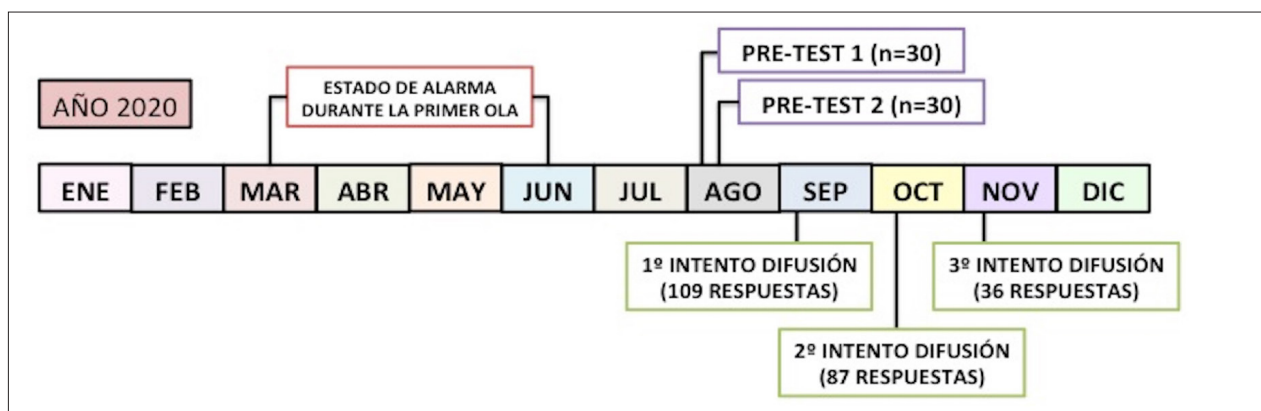 PRE-TEST 1 (n=30)
ESTADO DE ALARMA
DURANTE LA PRIMER OLA
AÑO 2020
PRE-TEST 2 (n=30)
ENE FEB MAR ABR MAY JUN JUL AGO SEP OCT NOV DIC
1º INTENTO DIFUSIÓN
(109 RESPUESTAS)
3º INTENTO DIFUSIÓN
(36 RESPUESTAS)
2º INTENTO DIFUSIÓN
(87 RESPUESTAS)